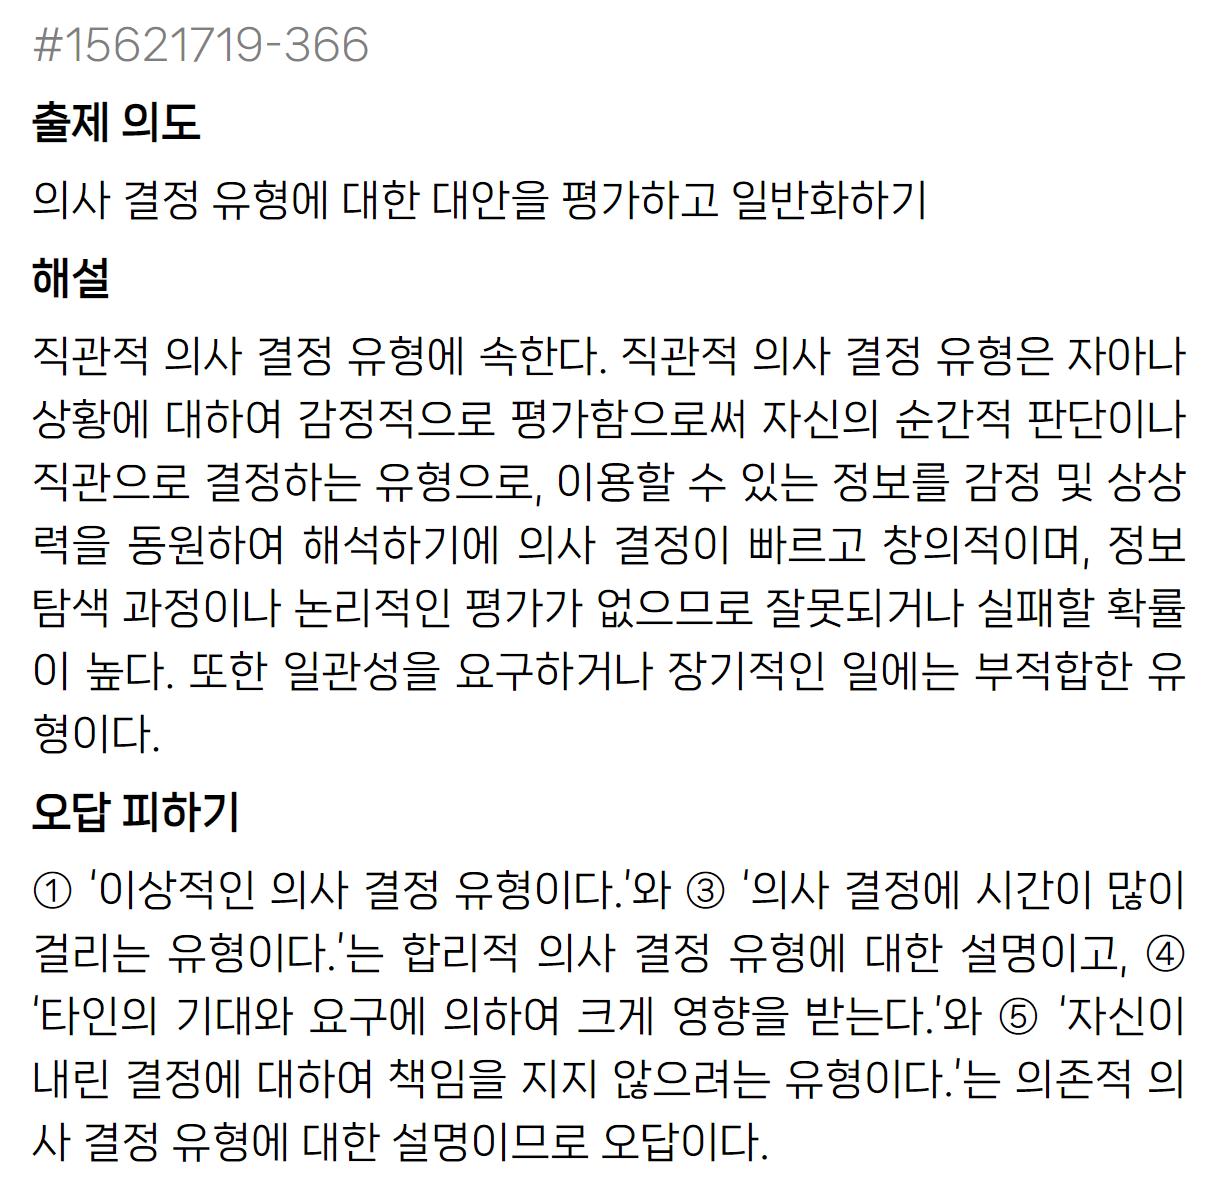 #15621719-366
출제 의도
의사 결정 유형에 대한 대안을 평가하고 일반화하기
해설
직관적 의사 결정 유형에 속한다. 직관적 의사 결정 유형은 자아나
상황에 대하여 감정적으로 평가함으로써 자신의 순간적 판단이나
직관으로 결정하는 유형으로, 이용할 수 있는 정보를 감정 및 상상
력을 동원하여 해석하기에 의사 결정이 빠르고 창의적이며, 정보
탐색 과정이나 논리적인 평가가 없으므로 잘못되거나 실패할 확률
이 높다. 또한 일관성을 요구하거나 장기적인 일에는 부적합한 유
형이다.
오답 피하기
① '이상적인 의사 결정 유형이다.'와 ③ '의사 결정에 시간이 많이
걸리는 유형이다.'는 합리적 의사 결정 유형에 대한 설명이고, ④
'타인의 기대와 요구에 의하여 크게 영향을 받는다.'와 ⑤ '자신이
내린 결정에 대하여 책임을 지지 않으려는 유형이다.'는 의존적 의
사 결정 유형에 대한 설명이므로 오답이다.